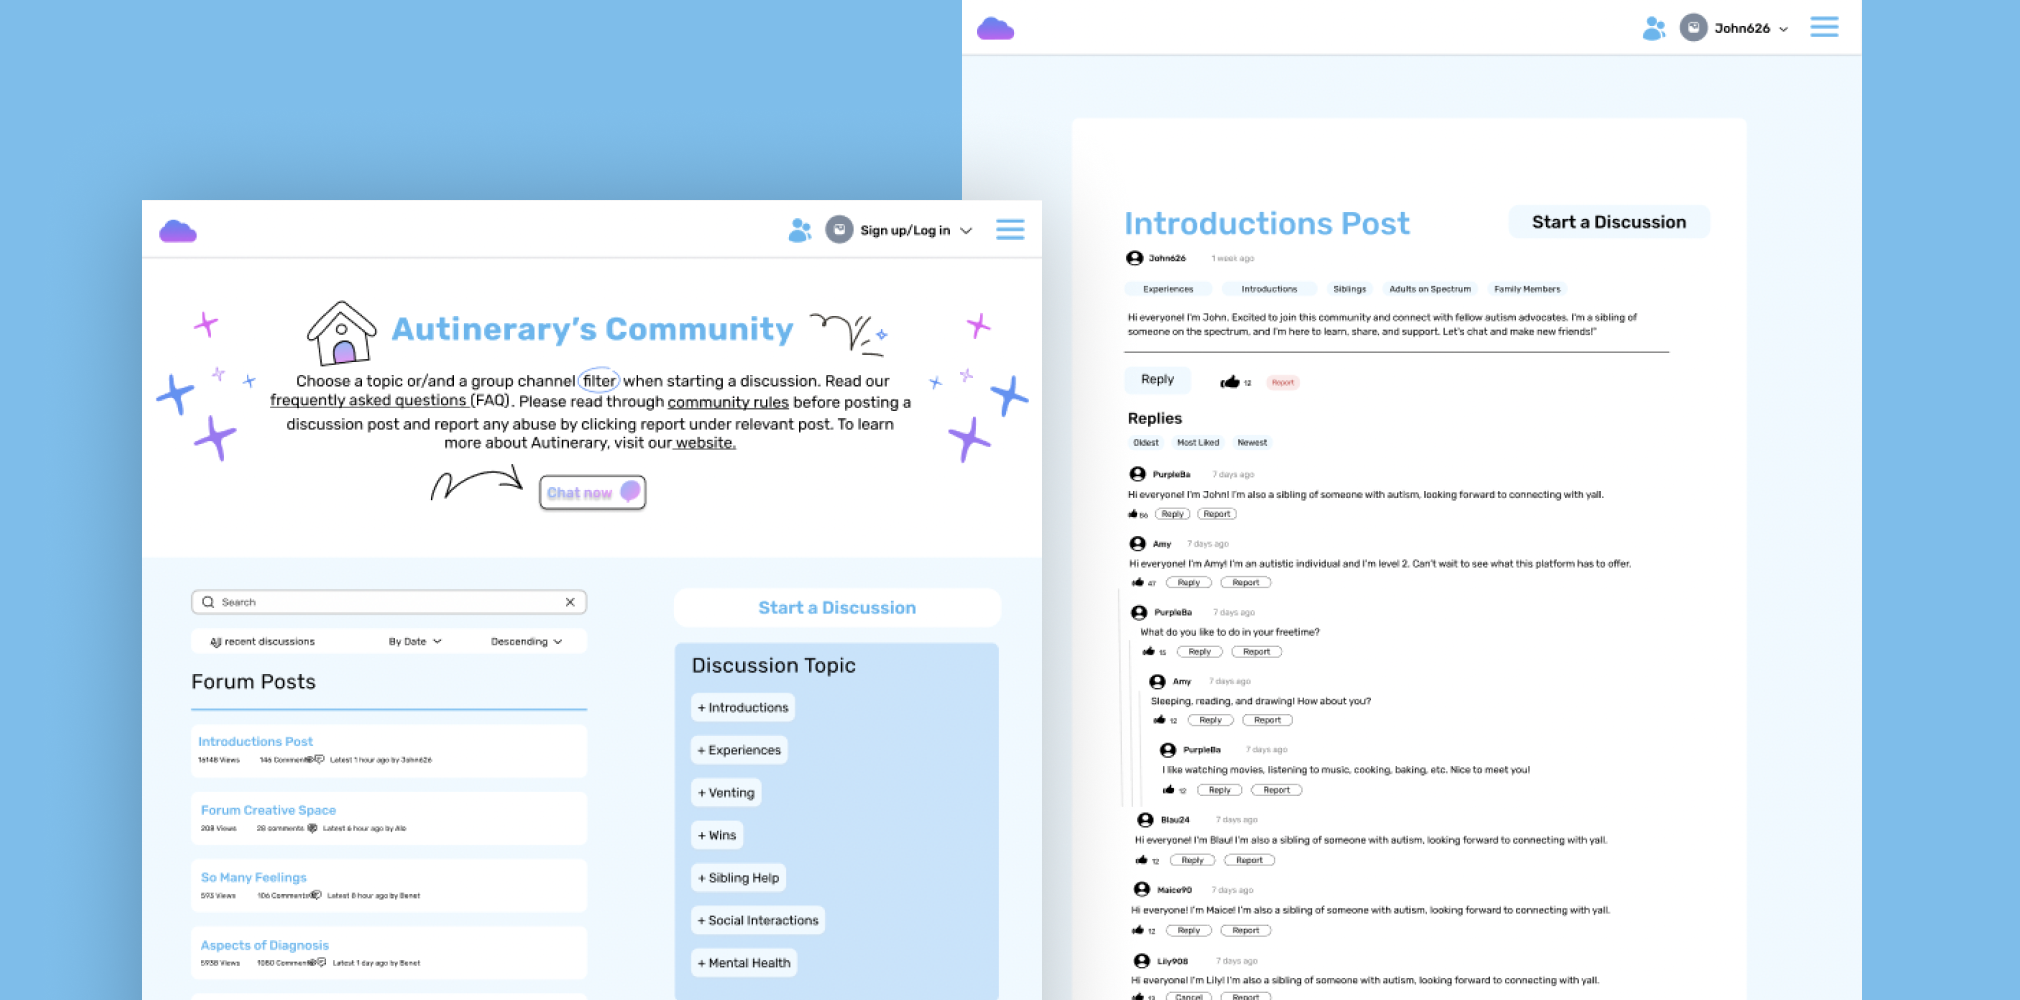 Sign up/Log in
Autinerary’s Community
Choose a topic or/and a group channel filter when starting a discussion. Read our
frequently asked questions (FAQ). Please read through community rules before posting a
discussion post and report any abuse by clicking report under relevant post. To learn
more about Autinerary, visit our website.
Chat now
Search
All recent discussions By Date Descending
Forum Posts
Introductions Post
16148 Views 146 Comments Latest 1 hour ago by John626
Forum Creative Space
208 Views 28 comments Latest 6 hour ago by Alo
So Many Feelings
593 Views 106 Comments Latest 8 hour ago by Benet
Aspects of Diagnosis
5938 Views 1080 Comments Latest 1 day ago by Benet
Start a Discussion
Discussion Topic
+ Introductions
+ Experiences
+ Venting
+ Wins
+ Sibling Help
+ Social Interactions
+ Mental Health
John626
Introductions Post
Start a Discussion
John626 1 week ago
Experiences Introductions Siblings Adults on Spectrum Family Members
Hi everyone! I'm John. Excited to join this community and connect with fellow autism advocates. I'm a sibling of
someone on the spectrum, and I'm here to learn, share, and support. Let's chat and make new friends!"
Reply 12 Report
Replies
Oldest Most Liked Newest
PurpleBa 7 days ago
Hi everyone! I'm John! I'm also a sibling of someone with autism, looking forward to connecting with yall.
86 Reply Report
Amy 7 days ago
Hi everyone! I'm Amy! I'm an autistic individual and I'm level 2. Can't wait to see what this platform has to offer.
47 Reply Report
PurpleBa 7 days ago
What do you like to do in your freetime?
15 Reply Report
Amy 7 days ago
Sleeping, reading, and drawing! How about you?
12 Reply Report
PurpleBa 7 days ago
I like watching movies, listening to music, cooking, baking, etc. Nice to meet you!
12 Reply Report
Blau24 7 days ago
Hi everyone! I'm Blau! I'm also a sibling of someone with autism, looking forward to connecting with yall.
12 Reply Report
Maice90 7 days ago
Hi everyone! I'm Maice! I'm also a sibling of someone with autism, looking forward to connecting with yall.
12 Reply Report
Lily908 7 days ago
Hi everyone! I'm Lily! I'm also a sibling of someone with autism, looking forward to connecting with yall.
Cancel Report